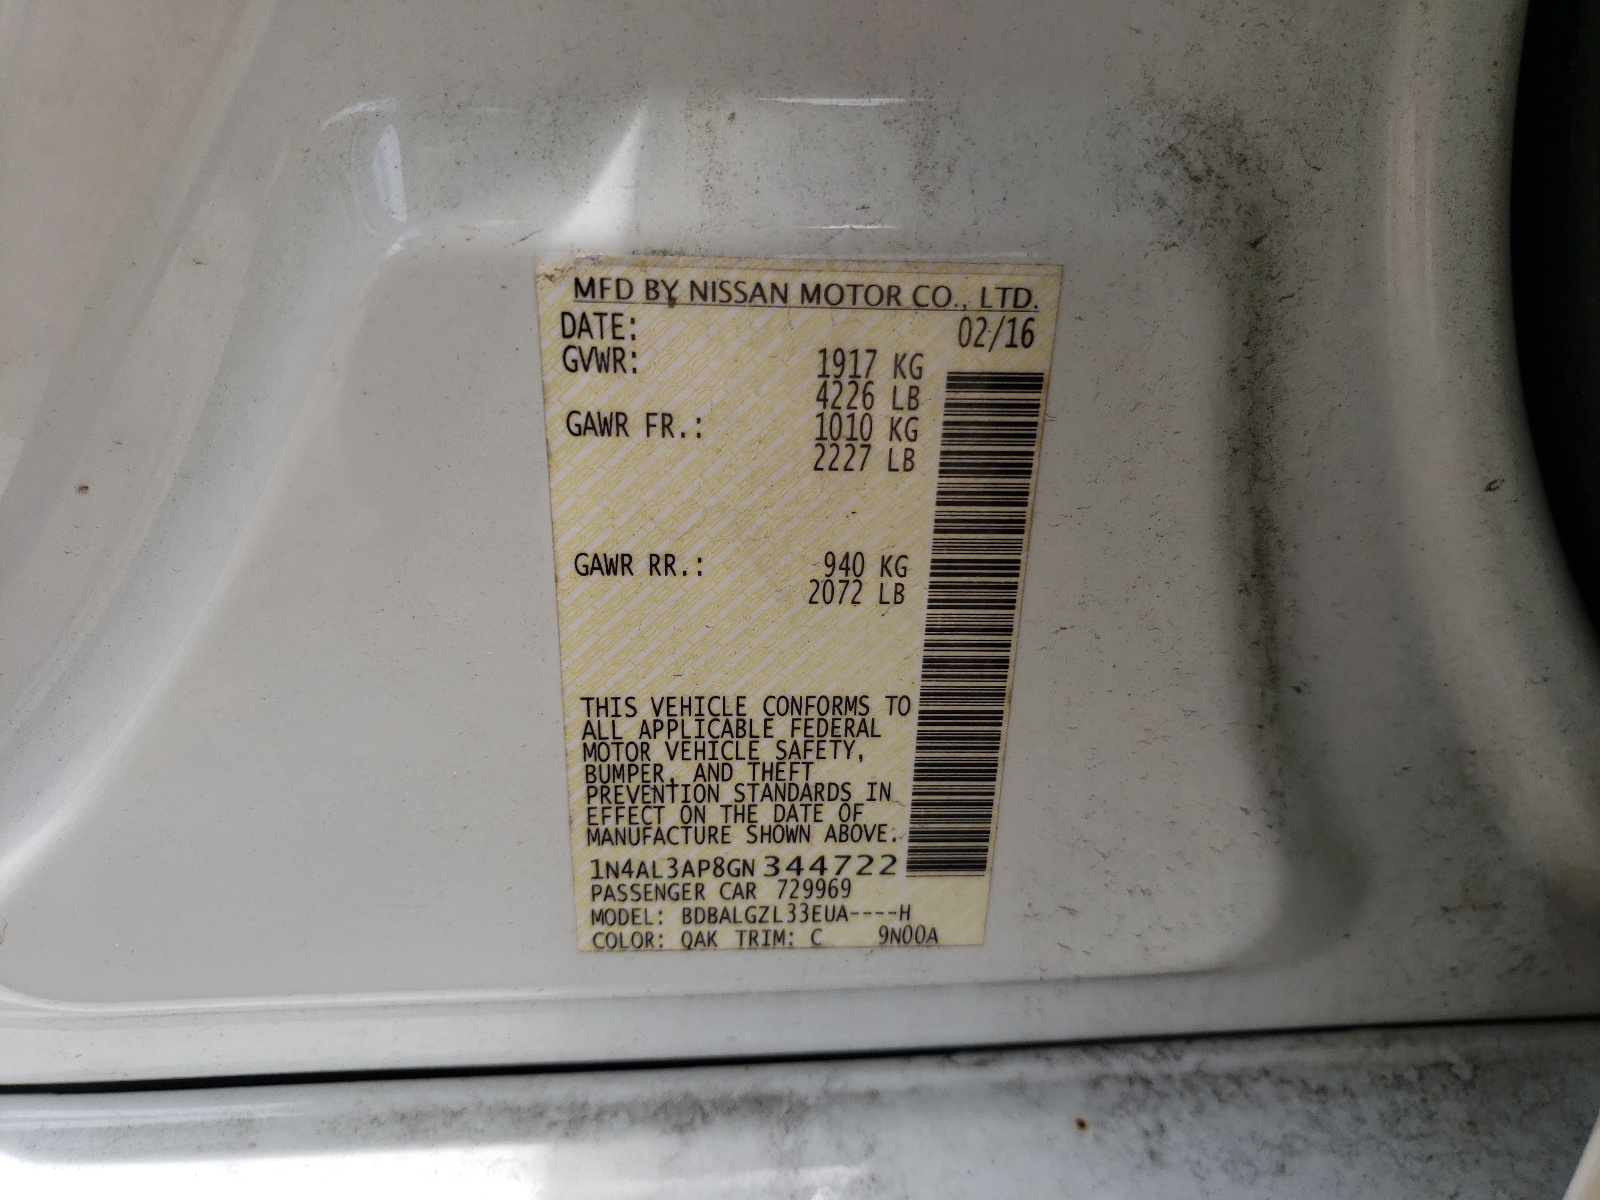 MFD BY NISSAN MOTOR CO., LTD.
DATE: 02/16
GVWR: 1917 KG
4226 LB
GAWR FR.: 1010 KG
2227 LB
GAWR RR.: 940 KG
2072 LB
THIS VEHICLE CONFORMS TO
ALL APPLICABLE FEDERAL
MOTOR VEHICLE SAFETY,
BUMPER, AND THEFT
PREVENTION STANDARDS IN
EFFECT ON THE DATE OF
MANUFACTURE SHOWN ABOVE.
1N4AL3AP8GN344722
PASSENGER CAR 729969
MODEL: BDBALGZL33EUA----H
COLOR: QAK TRIM: C 9N00A